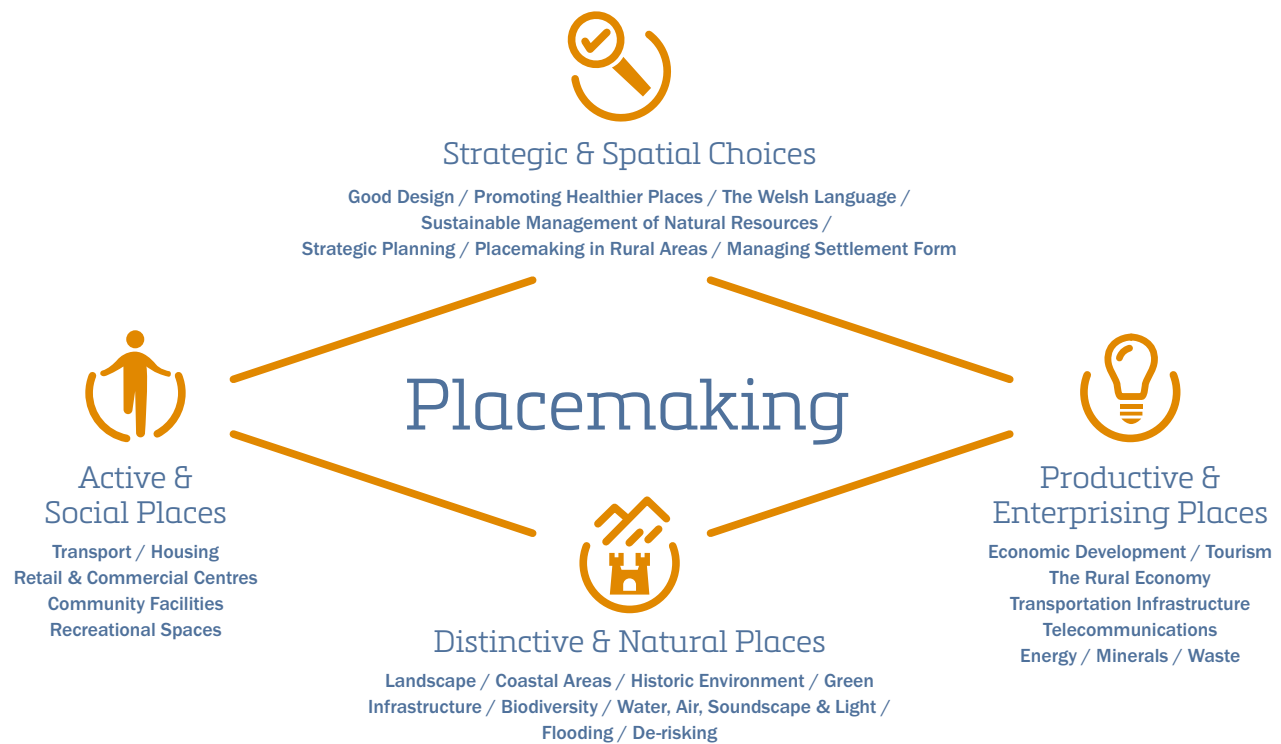 Strategic & Spatial Choices
Good Design / Promoting Healthier Places / The Welsh Language /
Sustainable Management of Natural Resources /
Strategic Planning / Placemaking in Rural Areas / Managing Settlement Form
Placemaking
Active &
Social Places
Transport / Housing
Retail & Commercial Centres
Community Facilities
Recreational Spaces
Productive &
Enterprising Places
Economic Development / Tourism
The Rural Economy
Transportation Infrastructure
Telecommunications
Energy / Minerals / Waste
Distinctive & Natural Places
Landscape / Coastal Areas / Historic Environment / Green
Infrastructure / Biodiversity / Water, Air, Soundscape & Light /
Flooding / De-risking